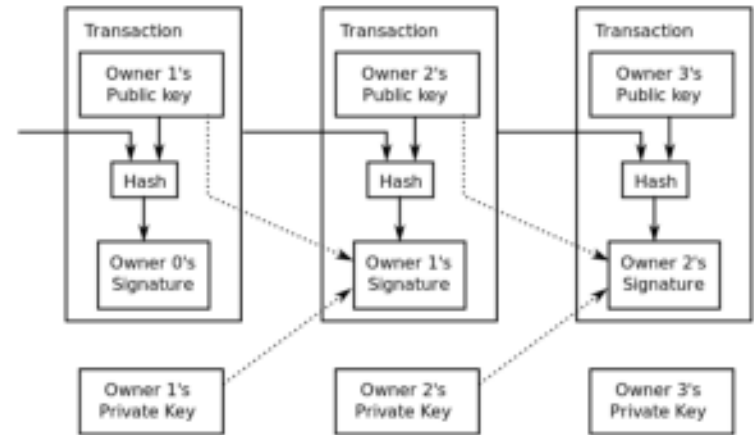 Transaction
Owner 1's
Public key
Hash
Owner 0's
Signature
Transaction
Owner 2's
Public key
Hash
Owner 1's
Signature
Transaction
Owner 3's
Public key
Hash
Owner 2's
Signature
Owner 1's
Private Key
Owner 2's
Private Key
Owner 3's
Private Key